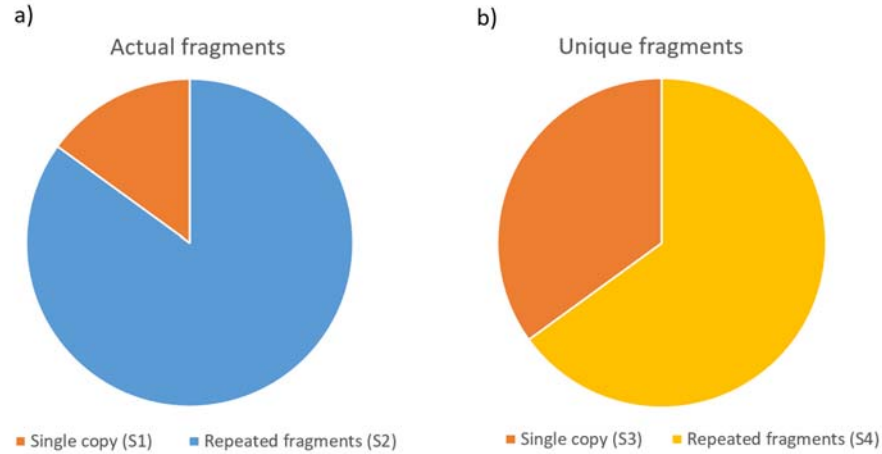 a)
Actual fragments
Single copy (S1) Repeated fragments (S2)
b)
Unique fragments
Single copy (S3) Repeated fragments (S4)